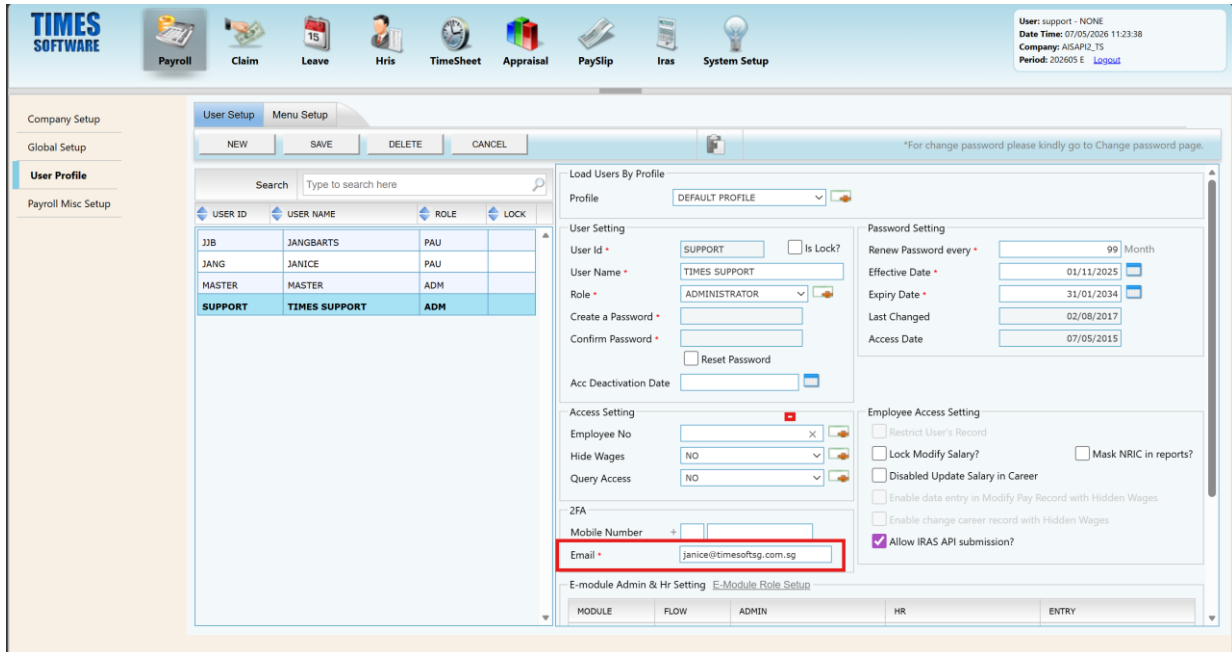 TIMES
SOFTWARE
Payroll
Claim
15
Leave
Hris
TimeSheet
Appraisal
PaySlip
Iras
System Setup
User: support - NONE
Date Time: 07/05/2026 11:23:38
Company: AISAPI2_TS
Period: 202605 E Logout
Company Setup
Global Setup
User Profile
Payroll Misc Setup
User Setup Menu Setup
NEW SAVE DELETE CANCEL
*For change password please kindly go to Change password page.
Search Type to search here
USER ID USER NAME ROLE LOCK
JJB JANGBARTS PAU
JANG JANICE PAU
MASTER MASTER ADM
SUPPORT TIMES SUPPORT ADM
Load Users By Profile
Profile DEFAULT PROFILE
User Setting
User Id * SUPPORT Is Lock?
User Name * TIMES SUPPORT
Role * ADMINISTRATOR
Create a Password *
Confirm Password *
Reset Password
Acc Deactivation Date
Password Setting
Renew Password every * 99 Month
Effective Date * 01/11/2025
Expiry Date * 31/01/2034
Last Changed 02/08/2017
Access Date 07/05/2015
Access Setting
Employee No ×
Hide Wages NO
Query Access NO
Employee Access Setting
Restrict User's Record
Lock Modify Salary? Mask NRIC in reports?
Disabled Update Salary in Career
Enable data entry in Modify Pay Record with Hidden Wages
Enable change career record with Hidden Wages
Allow IRAS API submission?
2FA
Mobile Number +
Email * janice@timesoftsg.com.sg
E-module Admin & Hr Setting E-Module Role Setup
MODULE FLOW ADMIN HR ENTRY